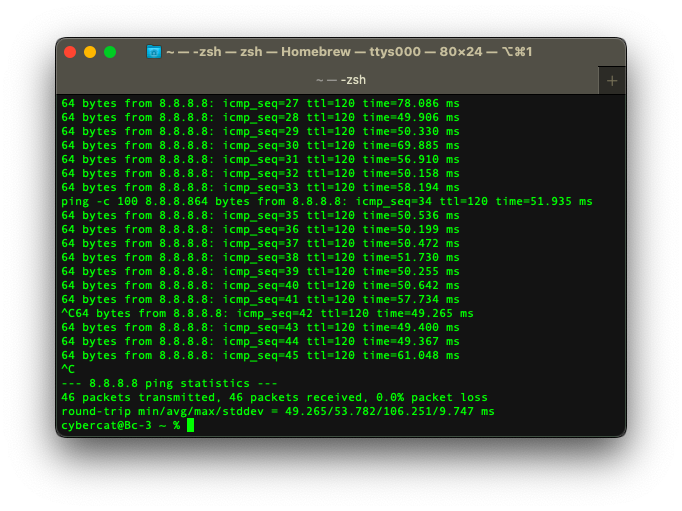 ~ — -zsh — zsh — Homebrew — ttys000 — 80×24 — ⌥⌘1
~ — -zsh
+
64 bytes from 8.8.8.8: icmp_seq=27 ttl=120 time=78.086 ms
64 bytes from 8.8.8.8: icmp_seq=28 ttl=120 time=49.906 ms
64 bytes from 8.8.8.8: icmp_seq=29 ttl=120 time=50.330 ms
64 bytes from 8.8.8.8: icmp_seq=30 ttl=120 time=69.885 ms
64 bytes from 8.8.8.8: icmp_seq=31 ttl=120 time=56.910 ms
64 bytes from 8.8.8.8: icmp_seq=32 ttl=120 time=50.158 ms
64 bytes from 8.8.8.8: icmp_seq=33 ttl=120 time=58.194 ms
ping -c 100 8.8.8.864 bytes from 8.8.8.8: icmp_seq=34 ttl=120 time=51.935 ms
64 bytes from 8.8.8.8: icmp_seq=35 ttl=120 time=50.536 ms
64 bytes from 8.8.8.8: icmp_seq=36 ttl=120 time=50.199 ms
64 bytes from 8.8.8.8: icmp_seq=37 ttl=120 time=50.472 ms
64 bytes from 8.8.8.8: icmp_seq=38 ttl=120 time=51.730 ms
64 bytes from 8.8.8.8: icmp_seq=39 ttl=120 time=50.255 ms
64 bytes from 8.8.8.8: icmp_seq=40 ttl=120 time=50.642 ms
64 bytes from 8.8.8.8: icmp_seq=41 ttl=120 time=57.734 ms
^C64 bytes from 8.8.8.8: icmp_seq=42 ttl=120 time=49.265 ms
64 bytes from 8.8.8.8: icmp_seq=43 ttl=120 time=49.400 ms
64 bytes from 8.8.8.8: icmp_seq=44 ttl=120 time=49.367 ms
64 bytes from 8.8.8.8: icmp_seq=45 ttl=120 time=61.048 ms
^C
--- 8.8.8.8 ping statistics ---
46 packets transmitted, 46 packets received, 0.0% packet loss
round-trip min/avg/max/stddev = 49.265/53.782/106.251/9.747 ms
cybercat@Bc-3 ~ %